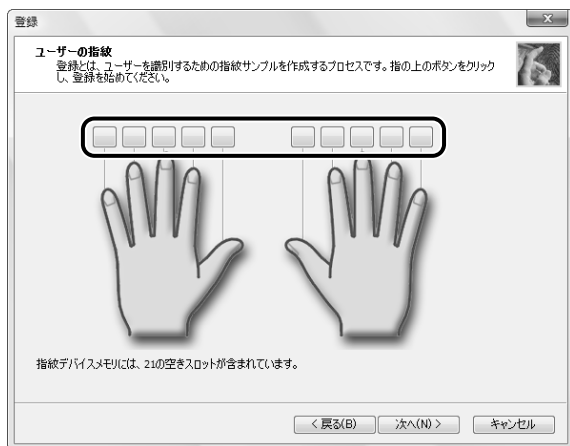 登録
ユーザーの指紋
登録とは、ユーザーを識別するための指紋サンプルを作成するプロセスです。指の上のボタンをクリック
し、登録を始めてください。
指紋デバイスメモリには、21の空きスロットが含まれています。
< 戻る(B) 次へ(N) > キャンセル